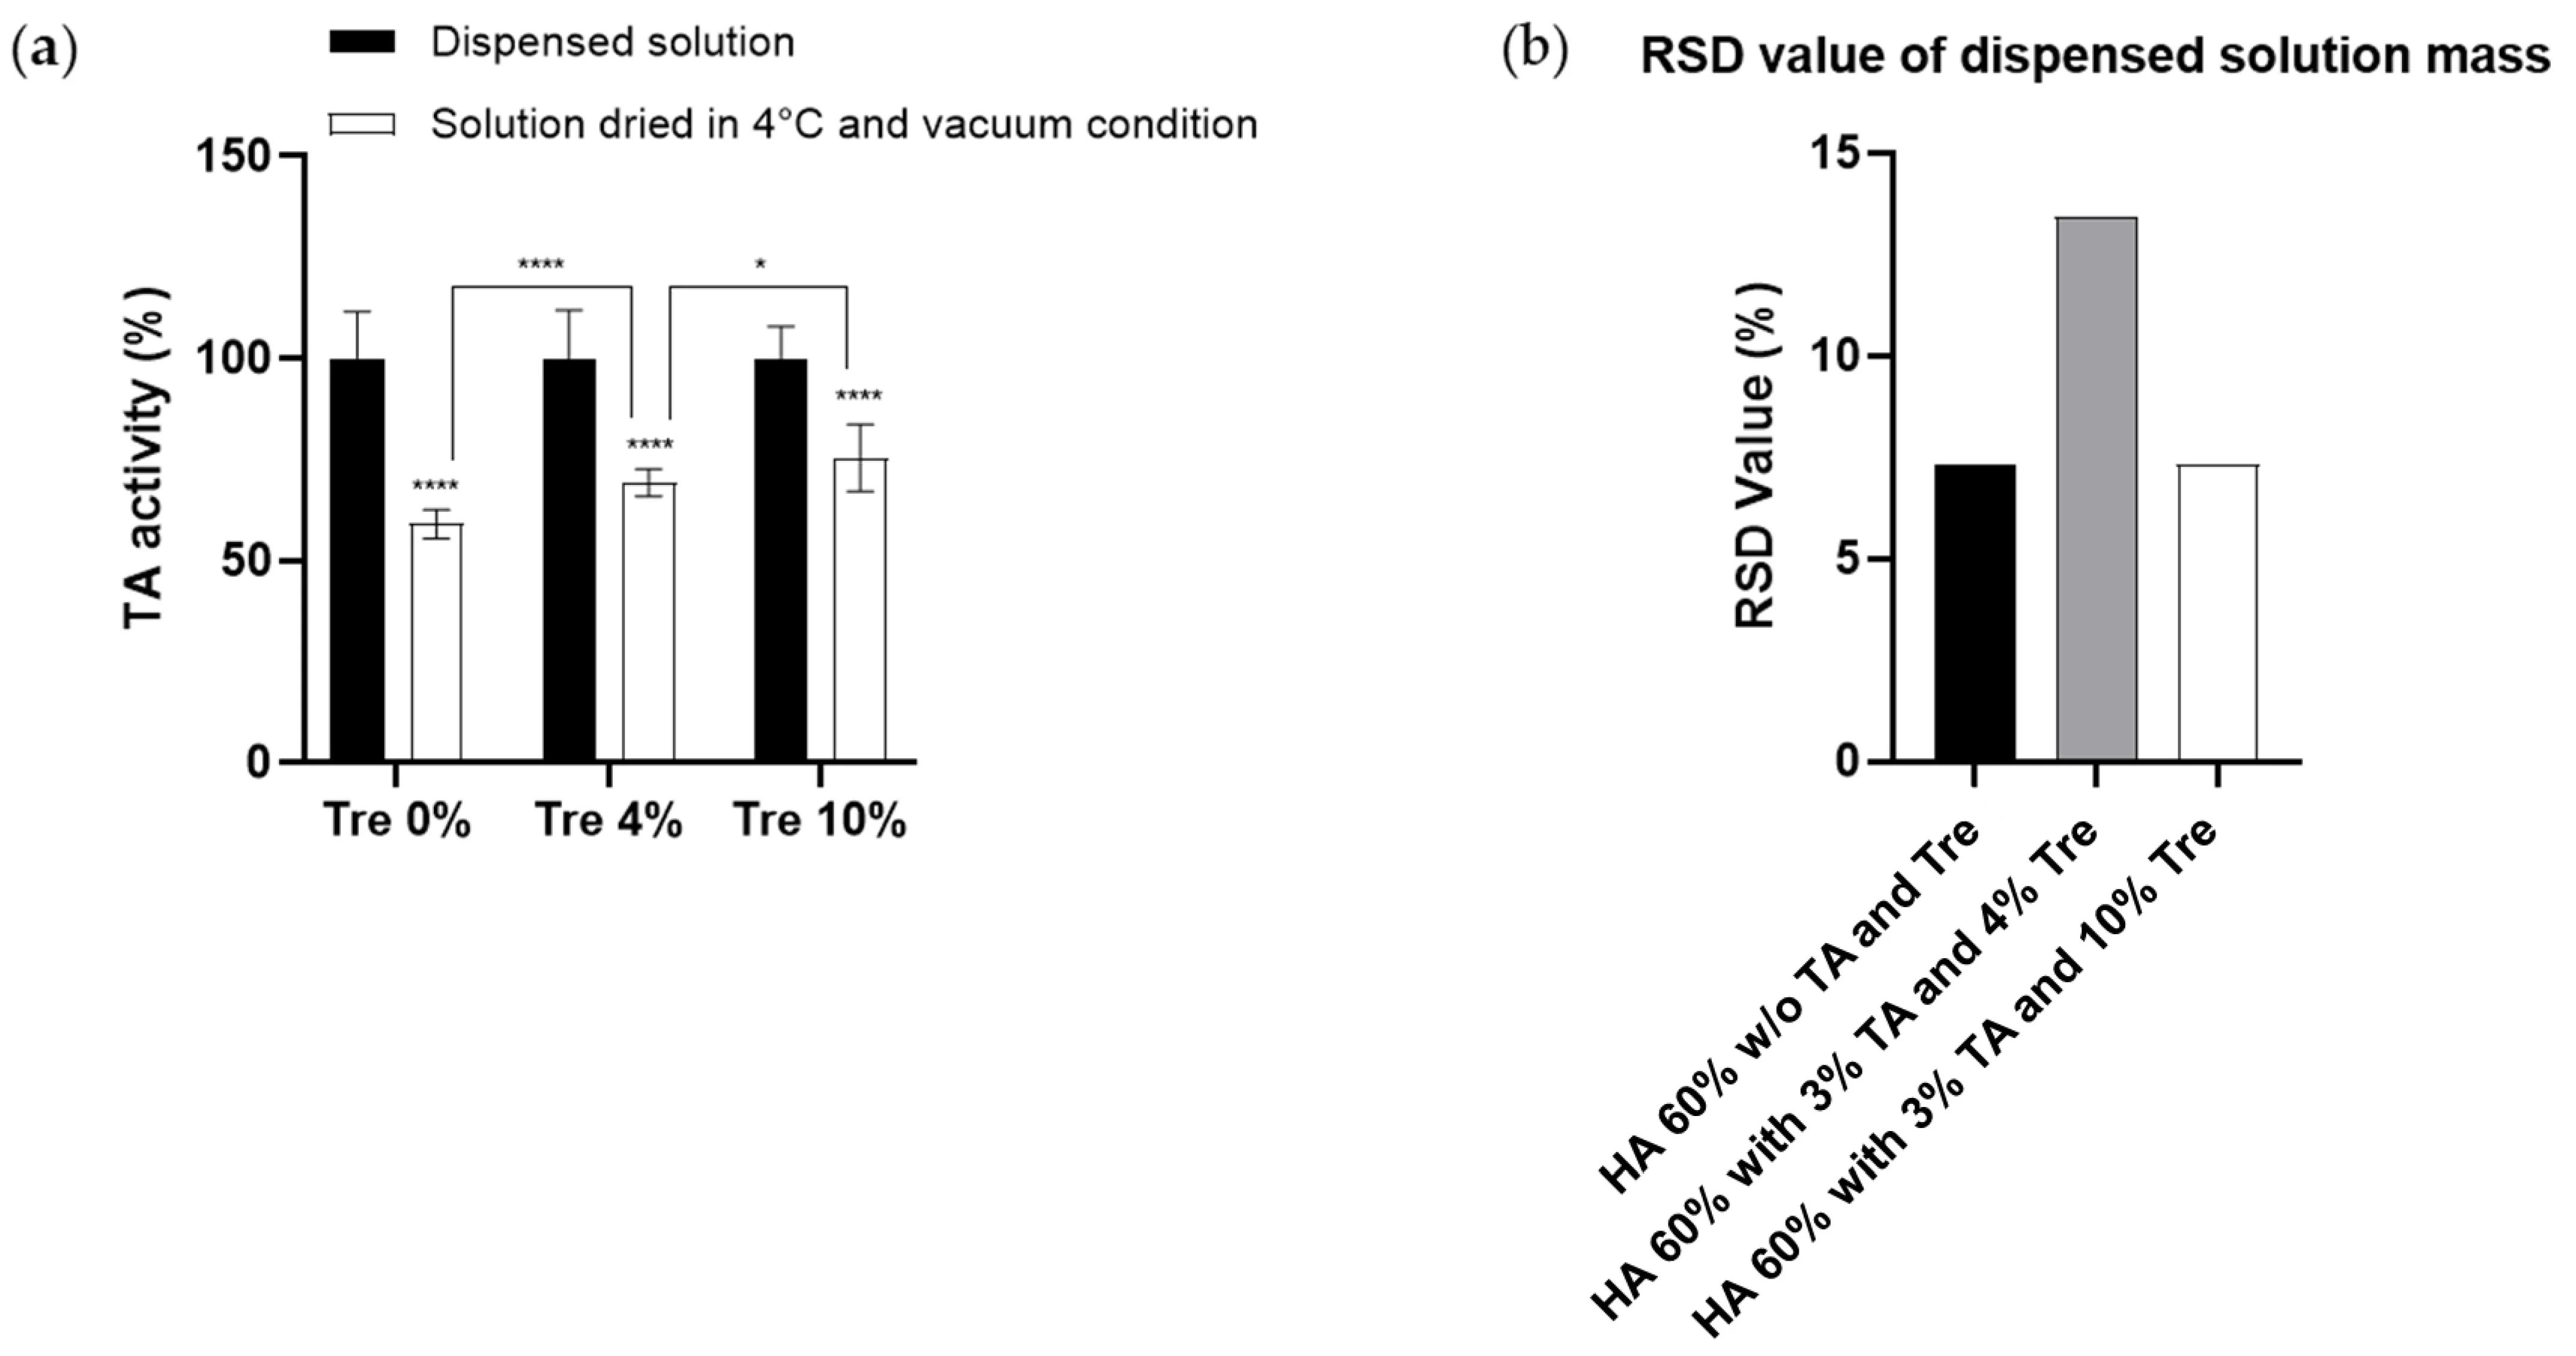 (a)
Dispensed solution
Solution dried in 4°C and vacuum condition
TA activity (%)
150
100
50
0
****
*
****
****
****
Tre 0%
Tre 4%
Tre 10%
(b)
RSD value of dispensed solution mass
RSD Value (%)
15
10
5
0
HA 60% w/o TA and Tre
HA 60% with 3% TA and 4% Tre
HA 60% with 3% TA and 10% Tre